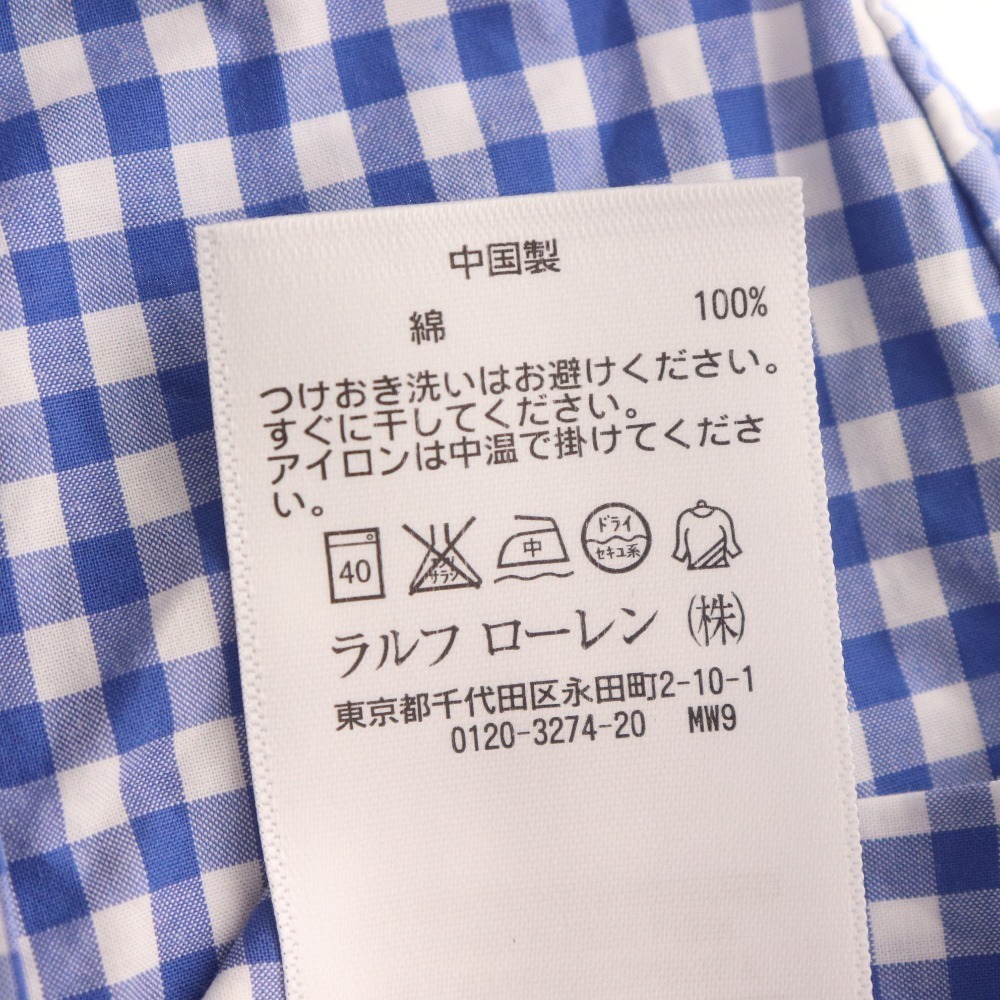 中国製
綿 100%
つけおき洗いはお避けください。
すぐに干してください。
アイロンは中温で掛けてくださ
い。
40
サラシ
中
ドライ
セキユ系
ラルフ ローレン ㈱
東京都千代田区永田町2-10-1
0120-3274-20 MW9